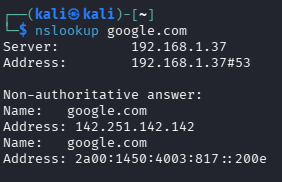 ┌──(kali㉿kali)-[~]
└─$ nslookup google.com
Server:         192.168.1.37
Address:        192.168.1.37#53

Non-authoritative answer:
Name:   google.com
Address: 142.251.142.142
Name:   google.com
Address: 2a00:1450:4003:817::200e